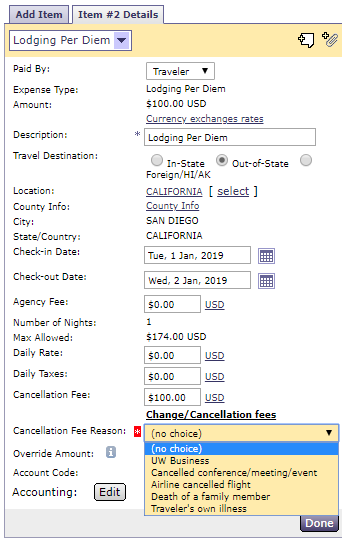 Add Item Item #2 Details
Lodging Per Diem
Paid By: Traveler
Expense Type: Lodging Per Diem
Amount: $100.00 USD
Currency exchanges rates
Description: * Lodging Per Diem
Travel Destination: In-State Out-of-State
Foreign/HI/AK
Location: CALIFORNIA [ select ]
County Info: County Info
City: SAN DIEGO
State/Country: CALIFORNIA
Check-in Date: Tue, 1 Jan, 2019
Check-out Date: Wed, 2 Jan, 2019
Agency Fee: $0.00 USD
Number of Nights: 1
Max Allowed: $174.00 USD
Daily Rate: $0.00 USD
Daily Taxes: $0.00 USD
Cancellation Fee: $100.00 USD
Change/Cancellation fees
Cancellation Fee Reason: * (no choice)
(no choice)
UW Business
Override Amount: i Cancelled conference/meeting/event
Airline cancelled flight
Account Code:
Death of a family member
Accounting: Edit
Traveler's own illness
Done